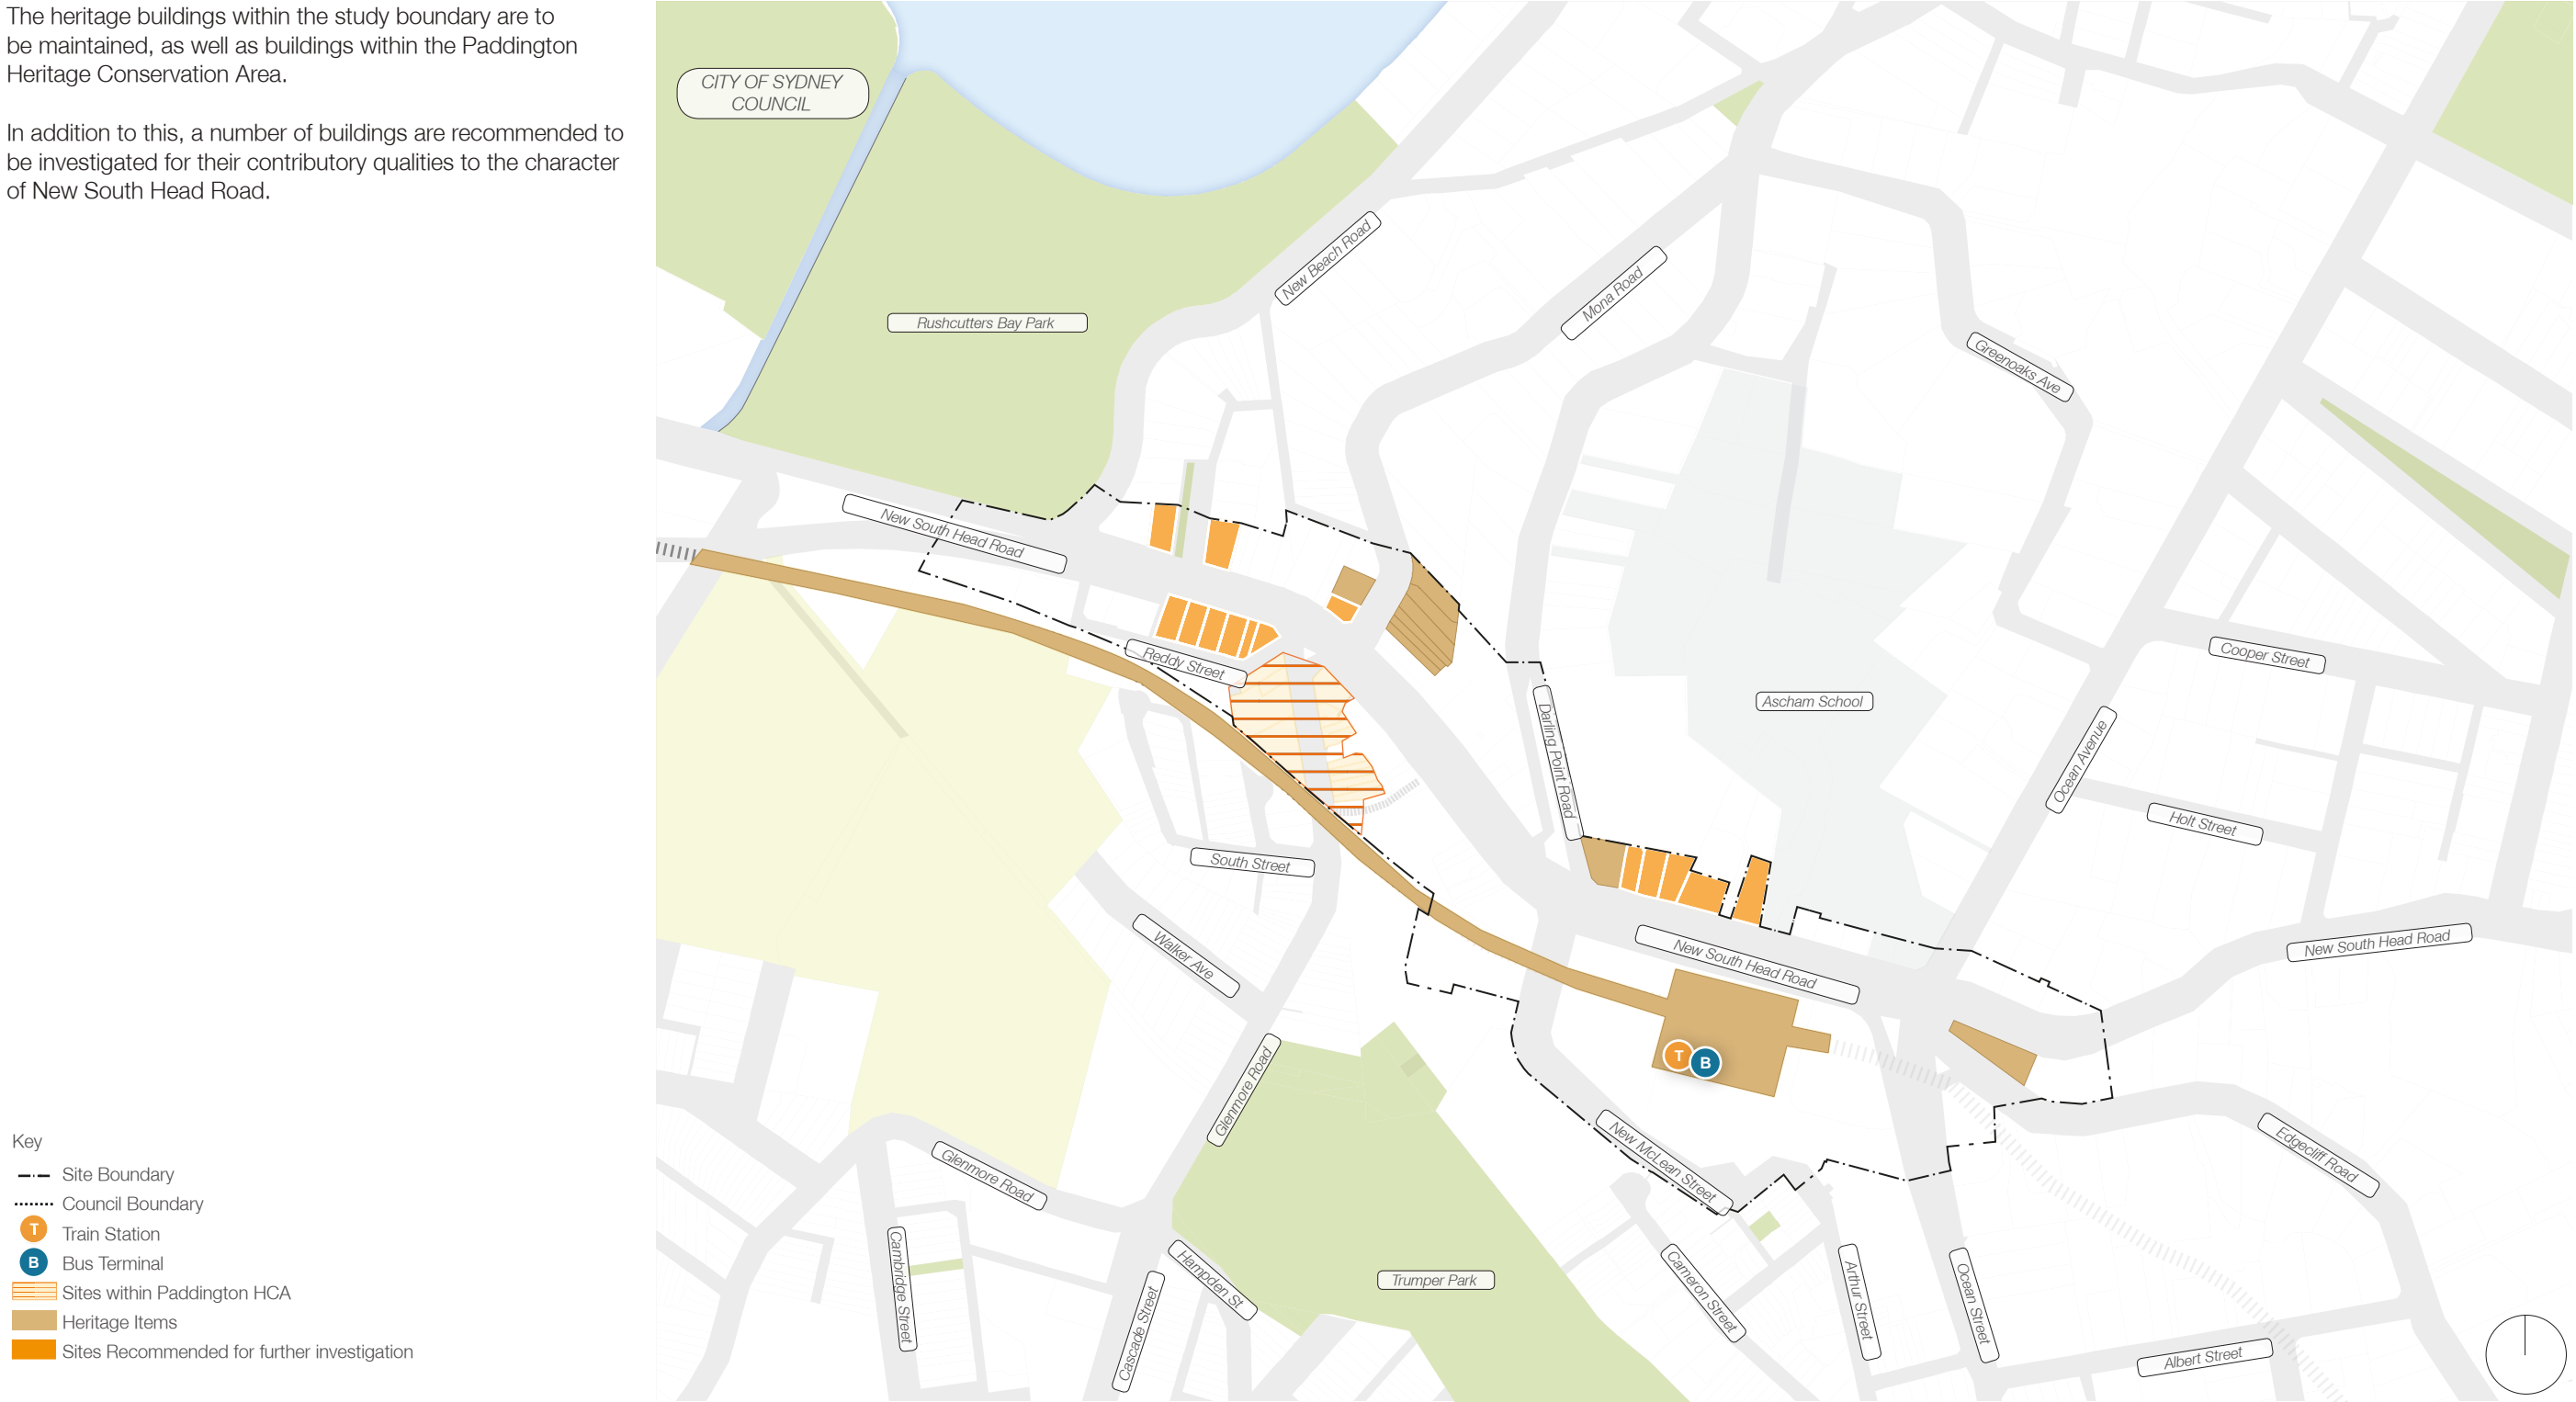 The heritage buildings within the study boundary are to
be maintained, as well as buildings within the Paddington
Heritage Conservation Area.
In addition to this, a number of buildings are recommended to
be investigated for their contributory qualities to the character
of New South Head Road.
CITY OF SYDNEY
COUNCIL
New Beach Road
Mona Road
Rushcutters Bay Park
Greenoaks Ave
New South Head Road
Reddy Street
Cooper Street
Ascham School
Darling Point Road
Ocean Avenue
Holt Street
South Street
Walker Ave
New South Head Road
New South Head Road
T
B
Glenmore Road
New McLean Street
Edgecliff Road
Glenmore Road
Cambridge Street
Hampden St
Cascade Street
Trumper Park
Cameron Street
Arthur Street
Ocean Street
Albert Street
Key
Site Boundary
Council Boundary
T Train Station
B Bus Terminal
Sites within Paddington HCA
Heritage Items
Sites Recommended for further investigation